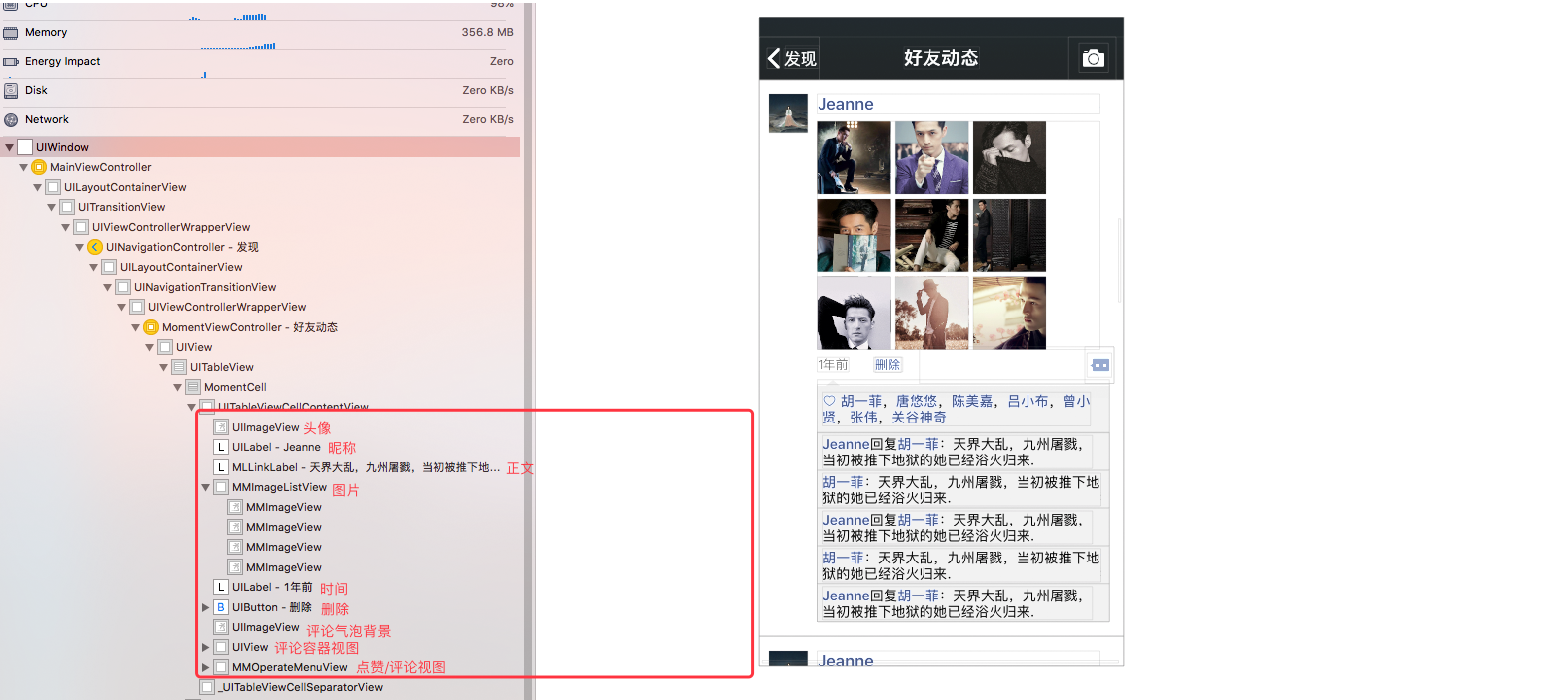 CPU 98%
Memory 356.8 MB
Energy Impact Zero
Disk Zero KB/s
Network Zero KB/s
UIWindow
MainViewController
UILayoutContainerView
UITransitionView
UIViewControllerWrapperView
UINavigationController - 发现
UILayoutContainerView
UINavigationTransitionView
UIViewControllerWrapperView
MomentViewController - 好友动态
UIView
UITableView
MomentCell
UITableViewCellContentView
UIImageView 头像
L UILabel - Jeanne 昵称
L MLLinkLabel - 天界大乱，九州屠戮，当初被推下地... 正文
MMImageListView 图片
MMImageView
MMImageView
MMImageView
MMImageView
L UILabel - 1年前 时间
B UIButton - 删除 删除
UIImageView 评论气泡背景
UIView 评论容器视图
MMOperateMenuView 点赞/评论视图
_UITableViewCellSeparatorView
发现 好友动态
Jeanne
1年前 删除
胡一菲，唐悠悠，陈美嘉，吕小布，曾小
贤，张伟，关谷神奇
Jeanne回复胡一菲：天界大乱，九州屠戮，
当初被推下地狱的她已经浴火归来.
胡一菲：天界大乱，九州屠戮，当初被推下地
狱的她已经浴火归来.
Jeanne回复胡一菲：天界大乱，九州屠戮，
当初被推下地狱的她已经浴火归来.
胡一菲：天界大乱，九州屠戮，当初被推下地
狱的她已经浴火归来.
Jeanne回复胡一菲：天界大乱，九州屠戮，
当初被推下地狱的她已经浴火归来.
Jeanne